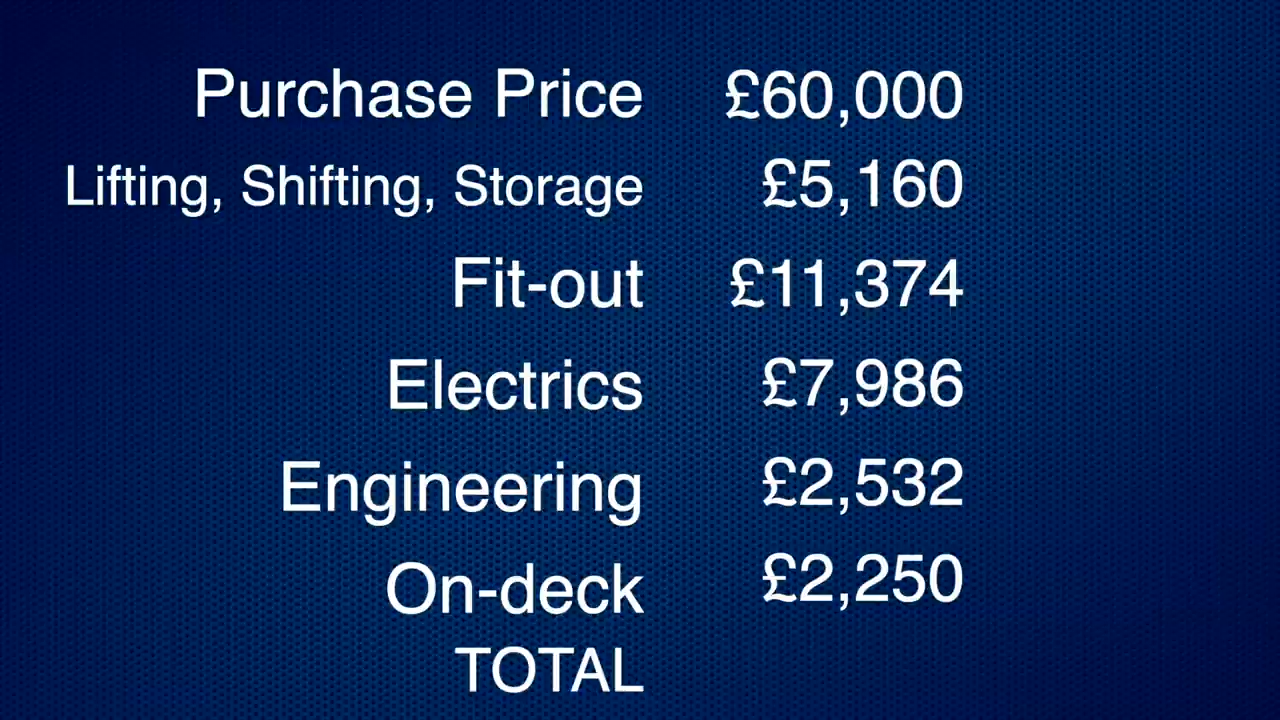 Purchase Price £60,000
Lifting, Shifting, Storage £5,160
Fit-out £11,374
Electrics £7,986
Engineering £2,532
On-deck £2,250
TOTAL